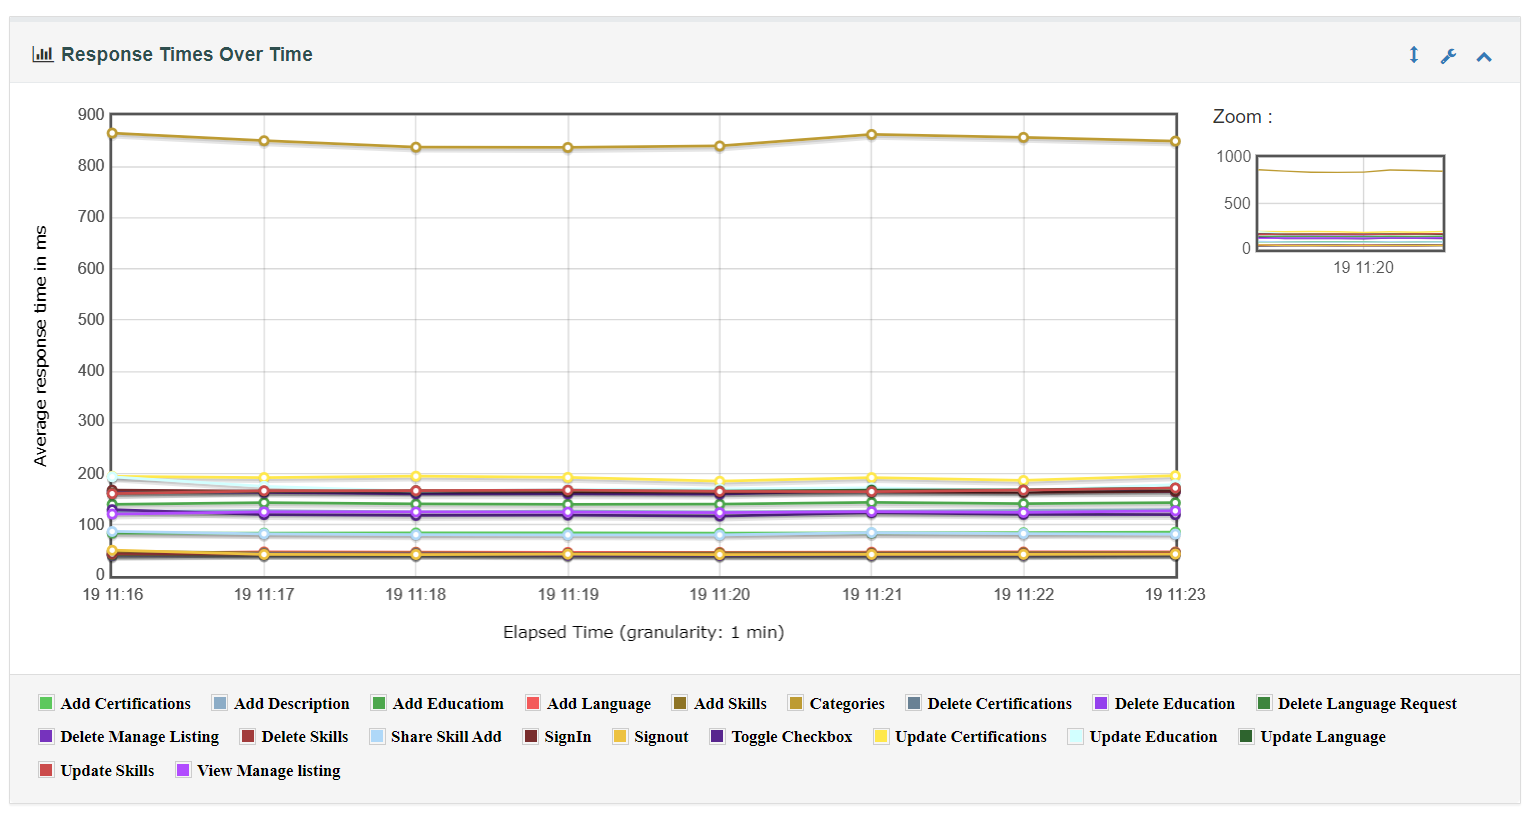 Response Times Over Time
Zoom :
900
800
700
600
500
400
300
200
100
0
Average response time in ms
19 11:16 19 11:17 19 11:18 19 11:19 19 11:20 19 11:21 19 11:22 19 11:23
Elapsed Time (granularity: 1 min)
1000
500
0
19 11:20
Add Certifications Add Description Add Educatiom Add Language Add Skills Categories Delete Certifications Delete Education Delete Language Request
Delete Manage Listing Delete Skills Share Skill Add SignIn Signout Toggle Checkbox Update Certifications Update Education Update Language
Update Skills View Manage listing